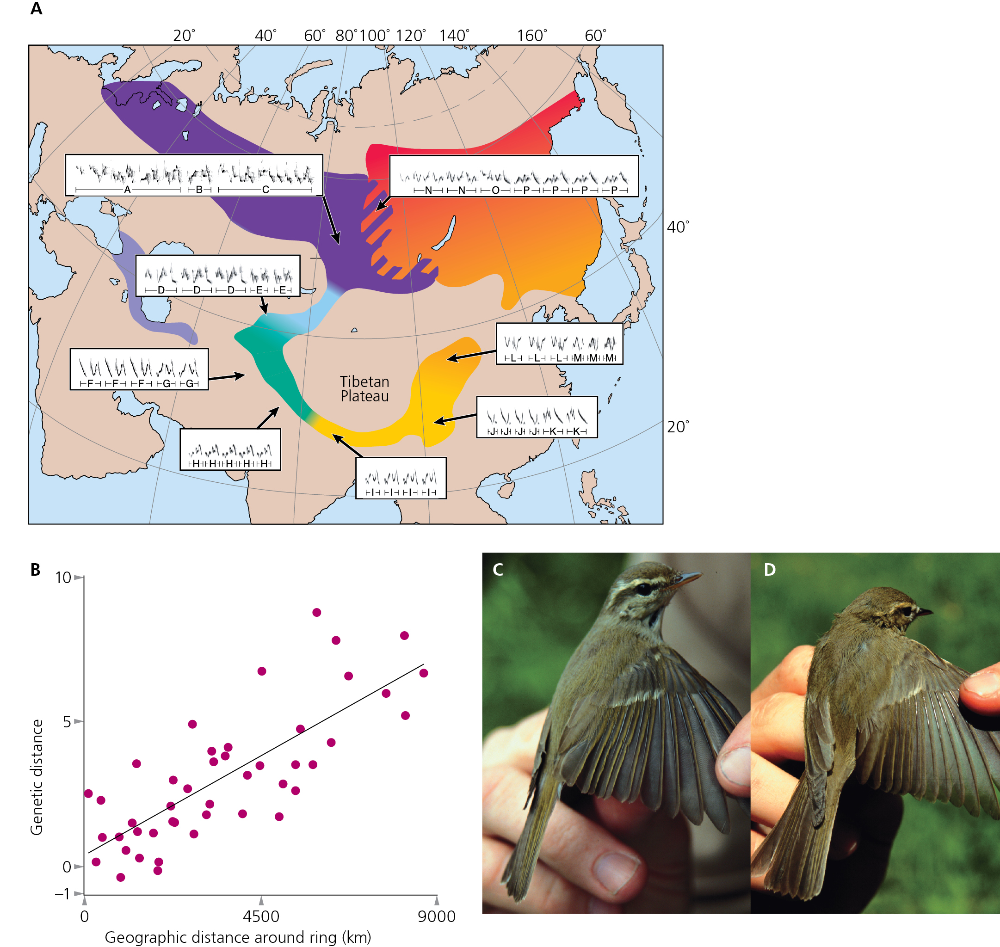 A
20° 40° 60° 80° 100° 120° 140° 160° 60°
A B C
N N O P P P P
40°
D D D E E
L L L M M M
F F F G G
Tibetan
Plateau
J J J J K K
20°
H H H H H
I I I I
B
C
D
10
5
0
–1
Genetic distance
0 4500 9000
Geographic distance around ring (km)